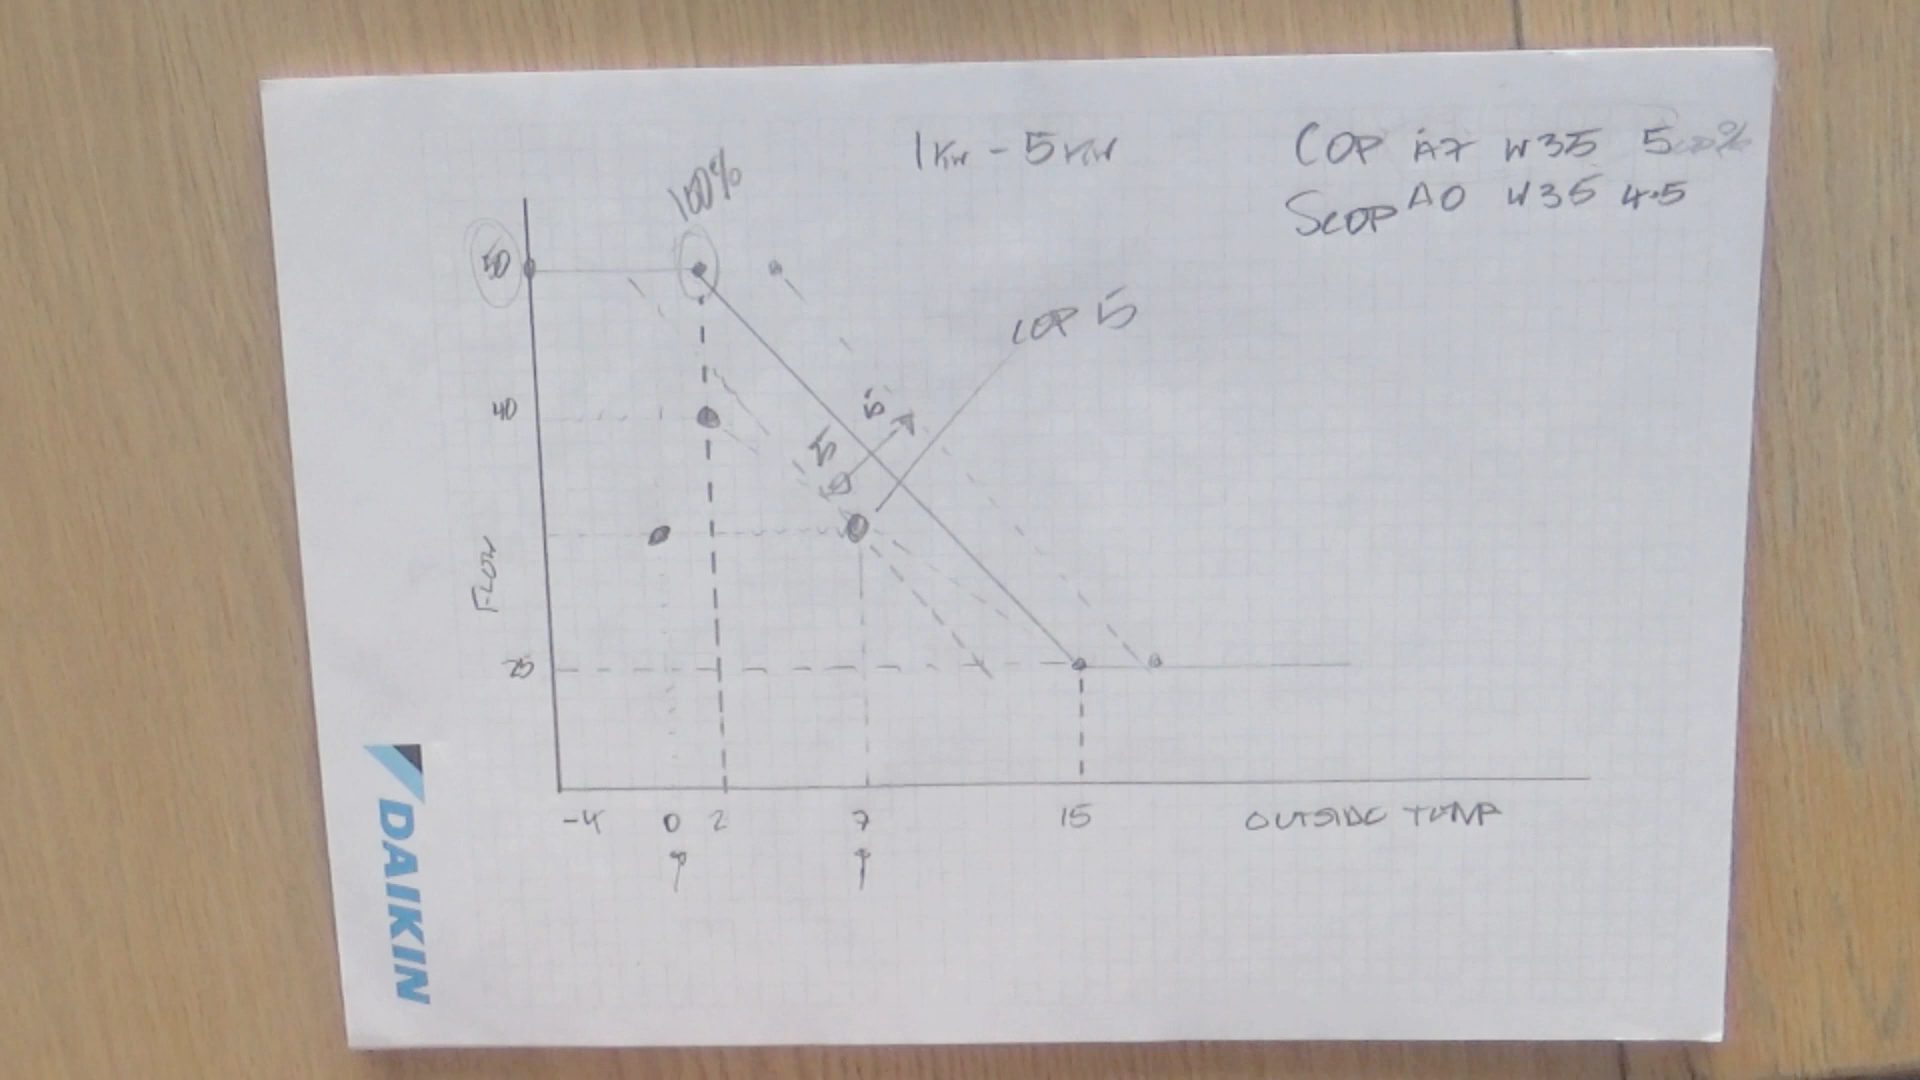 1KW - 5KW
COP A7 W35 5
SCOP A0 W35 4.5
100%
50
COP 5
40
5
5
FLOW
25
-4 0 2 7 15 OUTSIDE TEMP
DAIKIN